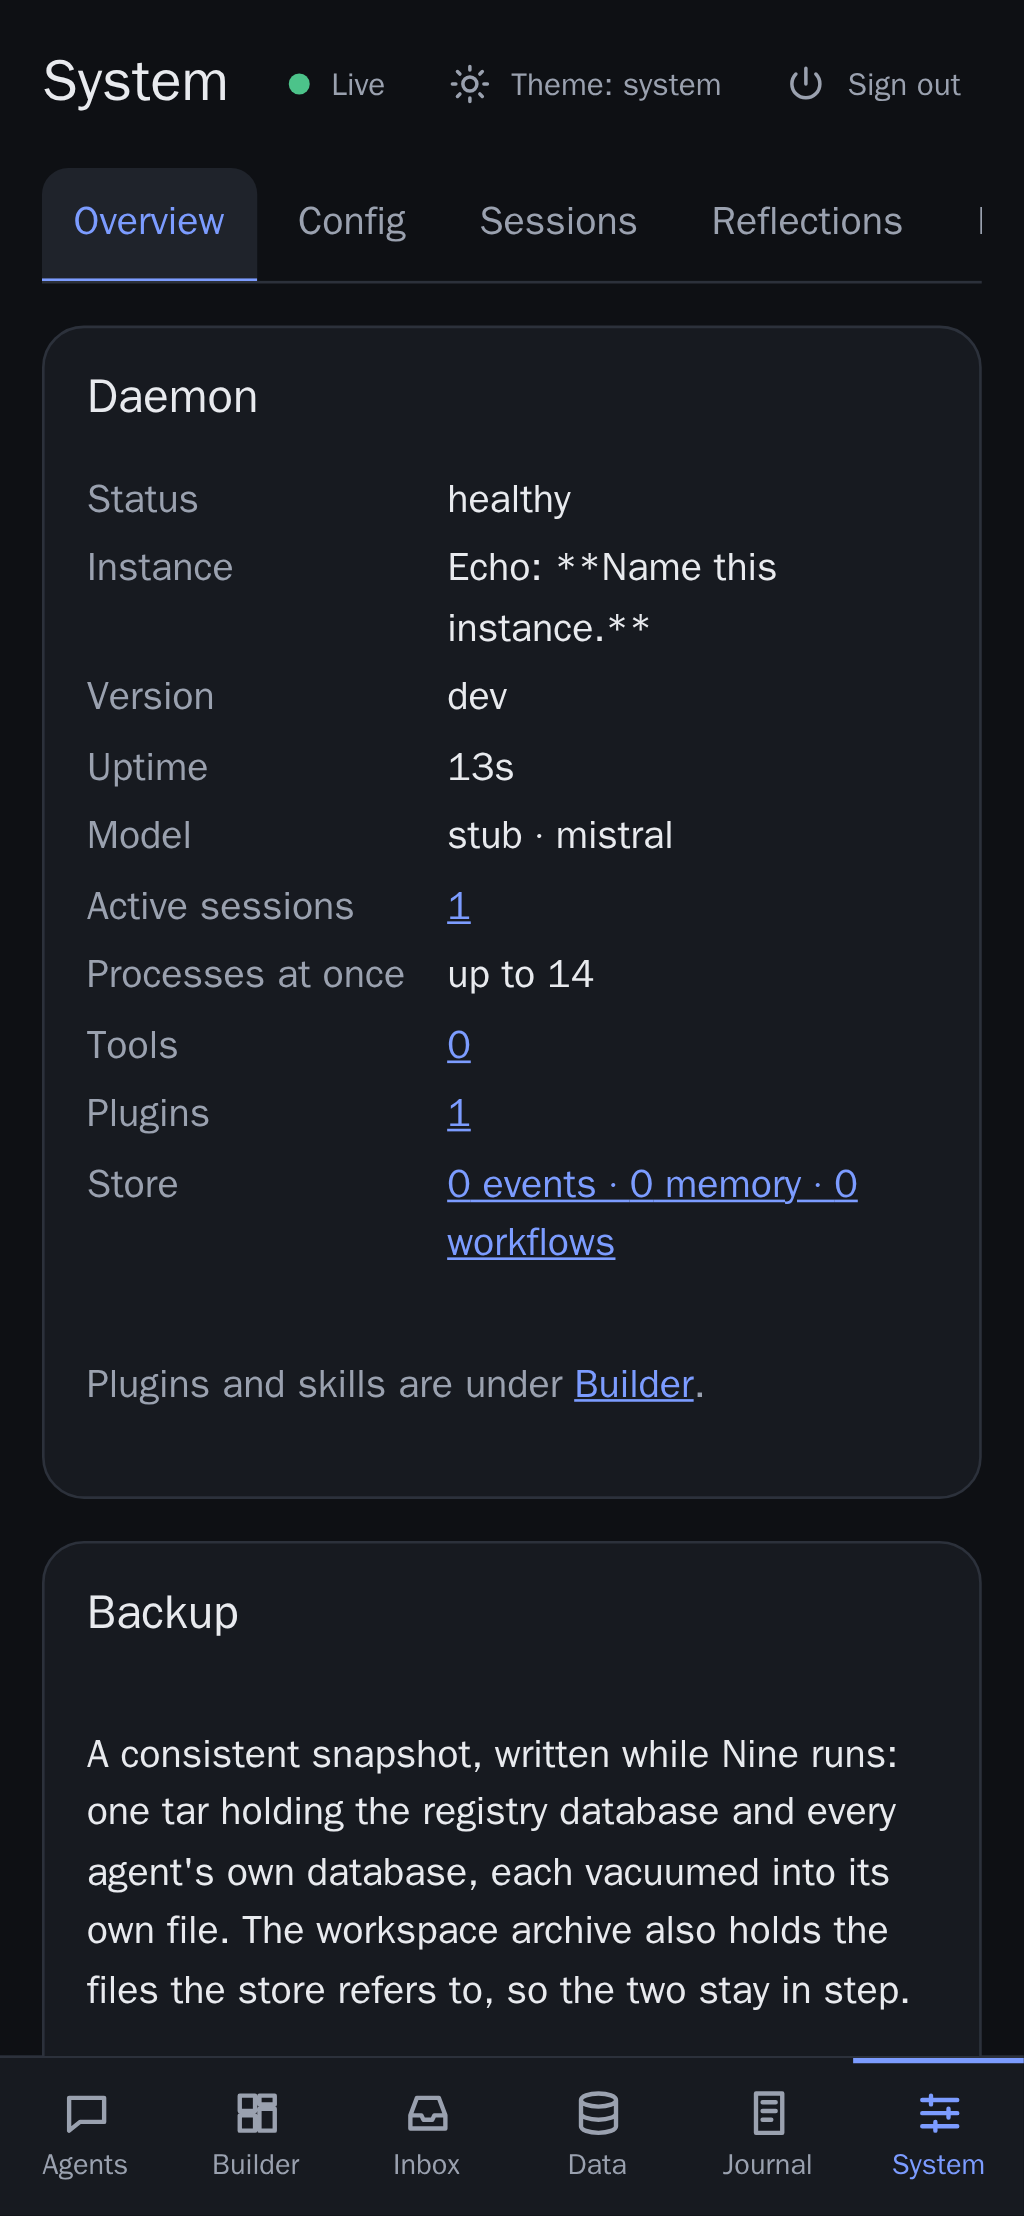 System
Live
Theme: system
Sign out
Overview
Config
Sessions
Reflections
Daemon
Status healthy
Instance Echo: **Name this
instance.**
Version dev
Uptime 13s
Model stub · mistral
Active sessions 1
Processes at once up to 14
Tools 0
Plugins 1
Store 0 events · 0 memory · 0
workflows
Plugins and skills are under Builder.
Backup
A consistent snapshot, written while Nine runs:
one tar holding the registry database and every
agent's own database, each vacuumed into its
own file. The workspace archive also holds the
files the store refers to, so the two stay in step.
Agents
Builder
Inbox
Data
Journal
System